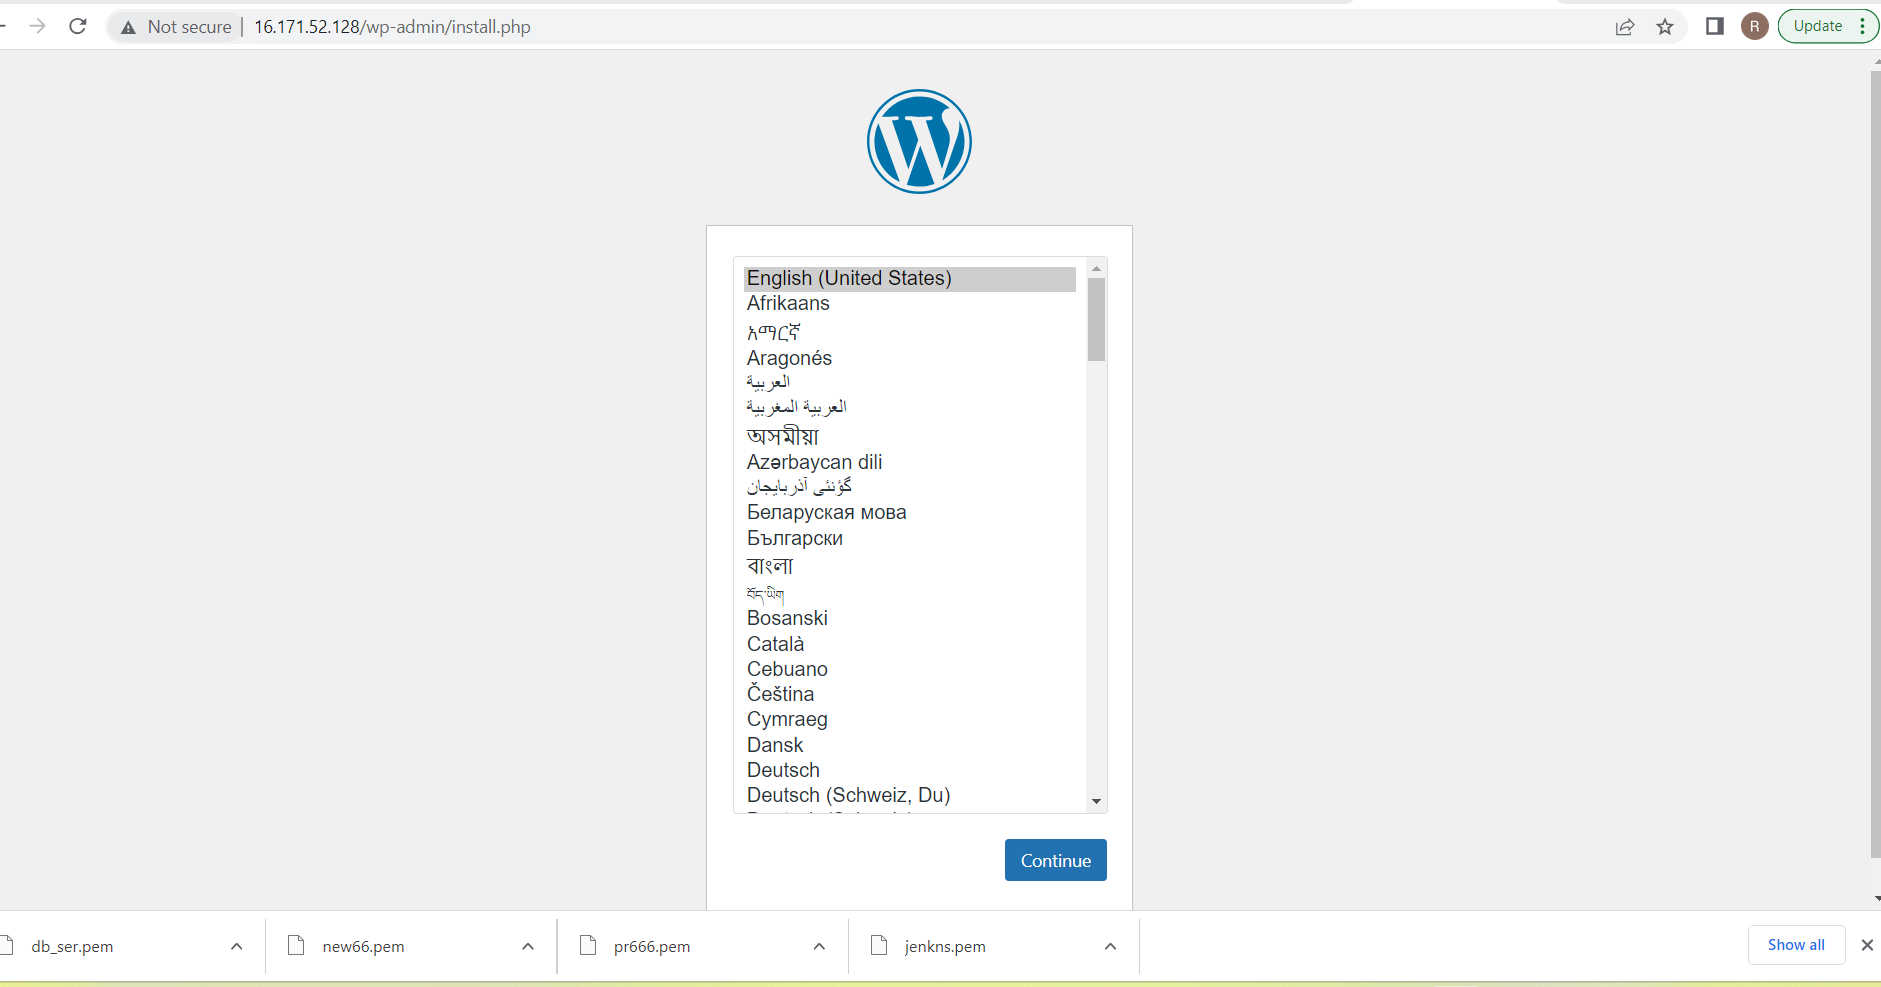 Not secure 16.171.52.128/wp-admin/install.php R Update
English (United States)
Afrikaans
አማርኛ
Aragonés
العربية
العربية المغربية
অসমীয়া
Azərbaycan dili
گؤنئی آذربایجان
Беларуская мова
Български
বাংলা
བོད་ཡིག
Bosanski
Català
Cebuano
Čeština
Cymraeg
Dansk
Deutsch
Deutsch (Schweiz, Du)
Continue
db_ser.pem new66.pem pr666.pem jenkns.pem Show all